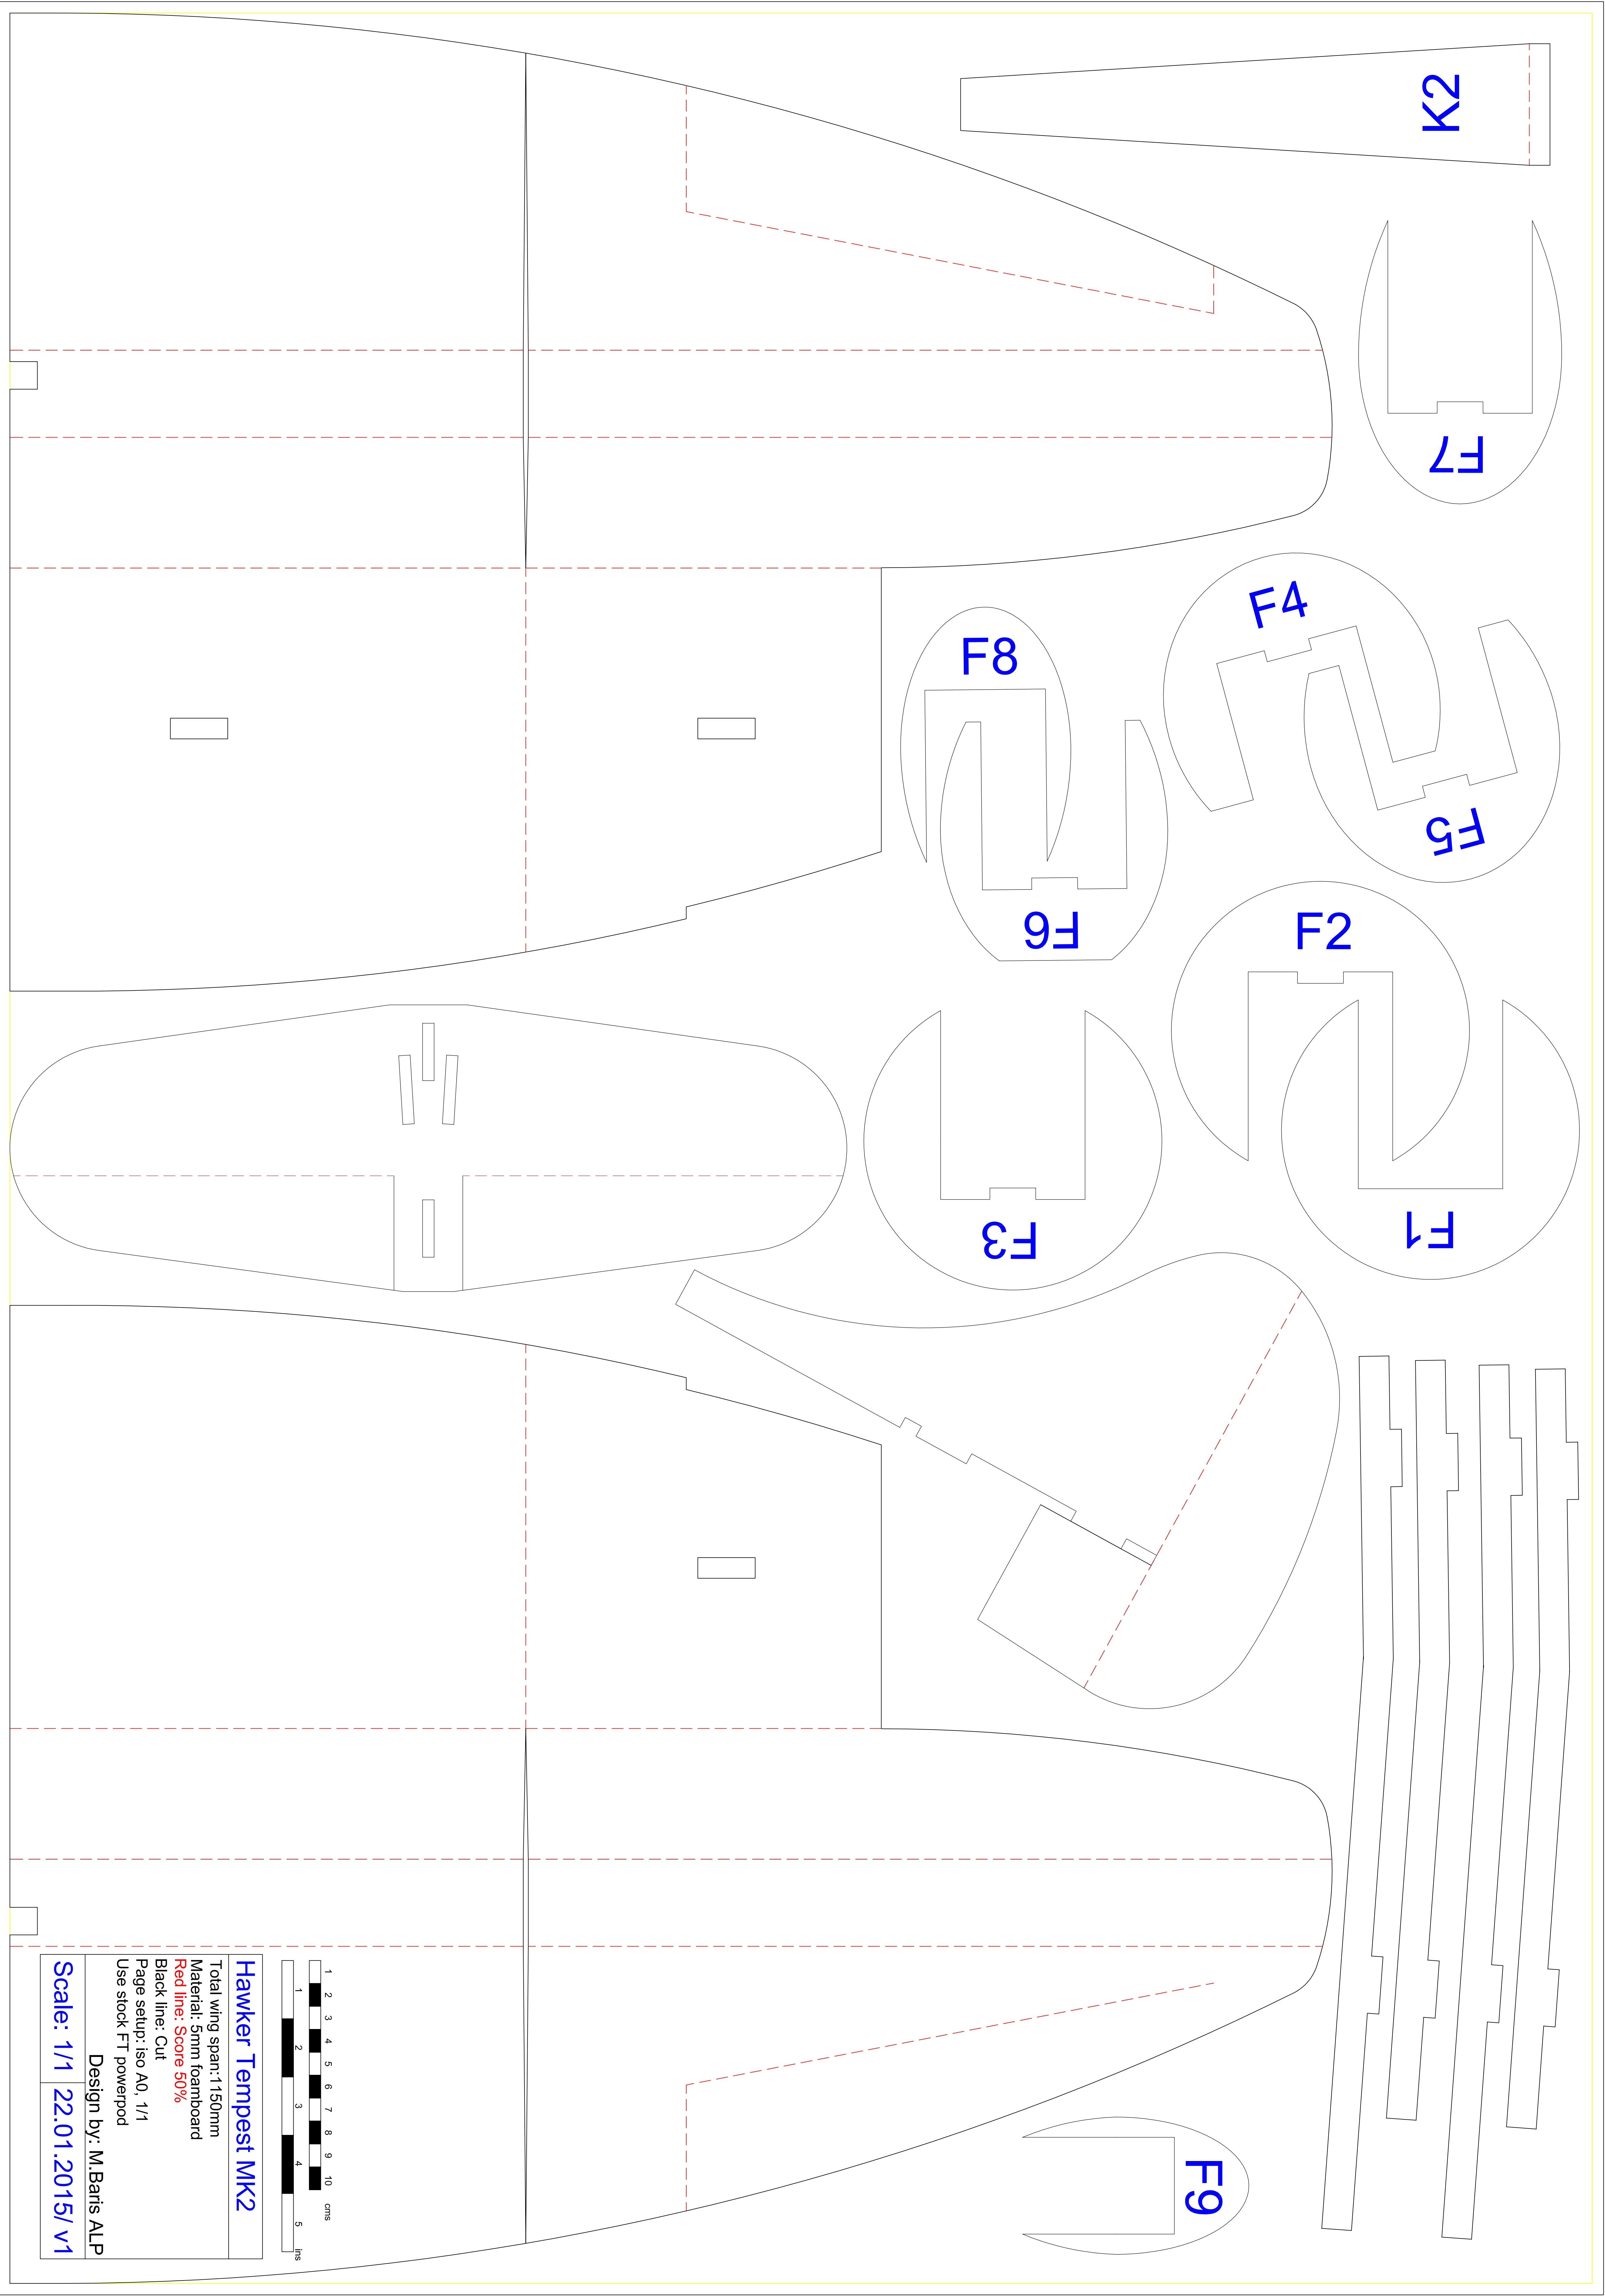 K2
F7
F4
F8
F5
F6
F2
F3
F1
F9
1 2 3 4 5 6 7 8 9 10 cms
1 2 3 4 5 ins
Hawker Tempest MK2
Total wing span:1150mm
Material: 5mm foamboard
Red line: Score 50%
Black line: Cut
Page setup: iso A0, 1/1
Use stock FT powerpod
Design by: M.Baris ALP
Scale: 1/1 22.01.2015/ v1